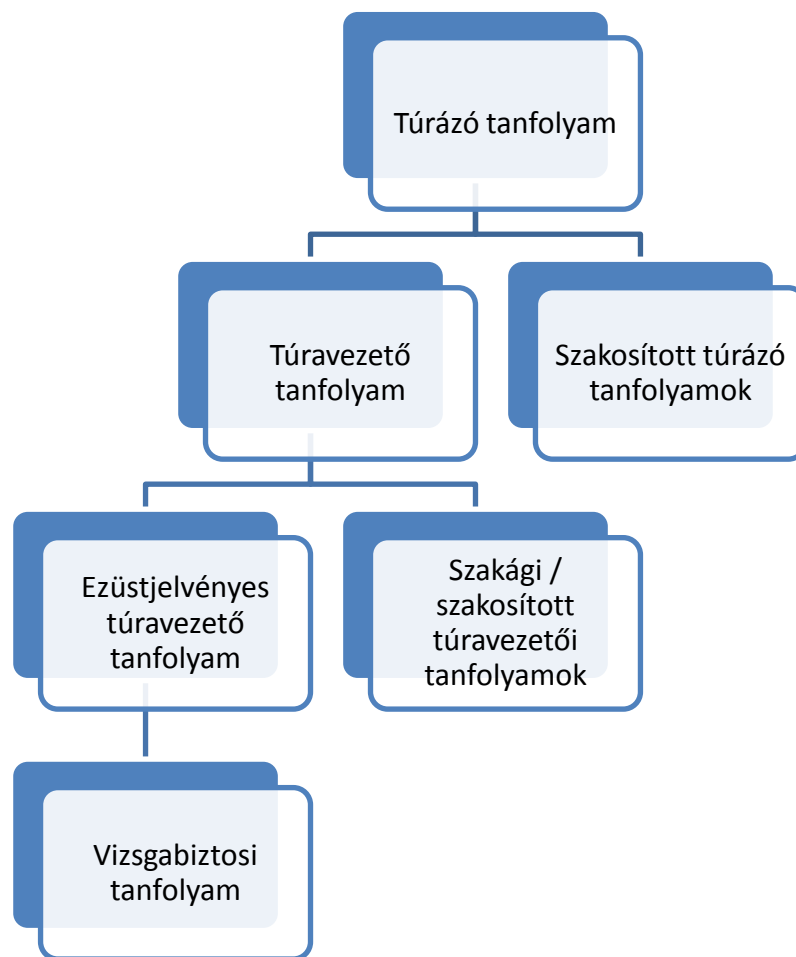 Túrázó tanfolyam
Túravezető
tanfolyam
Szakosított túrázó
tanfolyamok
Ezüstjelvényes
túravezető
tanfolyam
Szakági /
szakosított
túravezetői
tanfolyamok
Vizsgabiztosi
tanfolyam